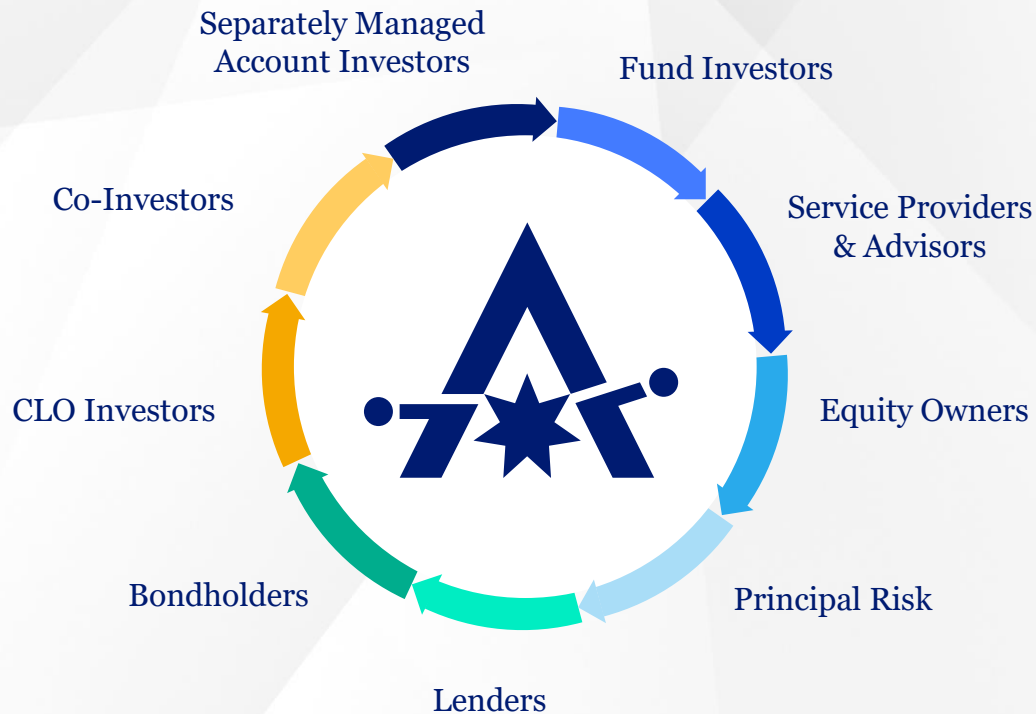 Separately Managed
Account Investors
Fund Investors
Service Providers
& Advisors
Equity Owners
Principal Risk
Lenders
Bondholders
CLO Investors
Co-Investors